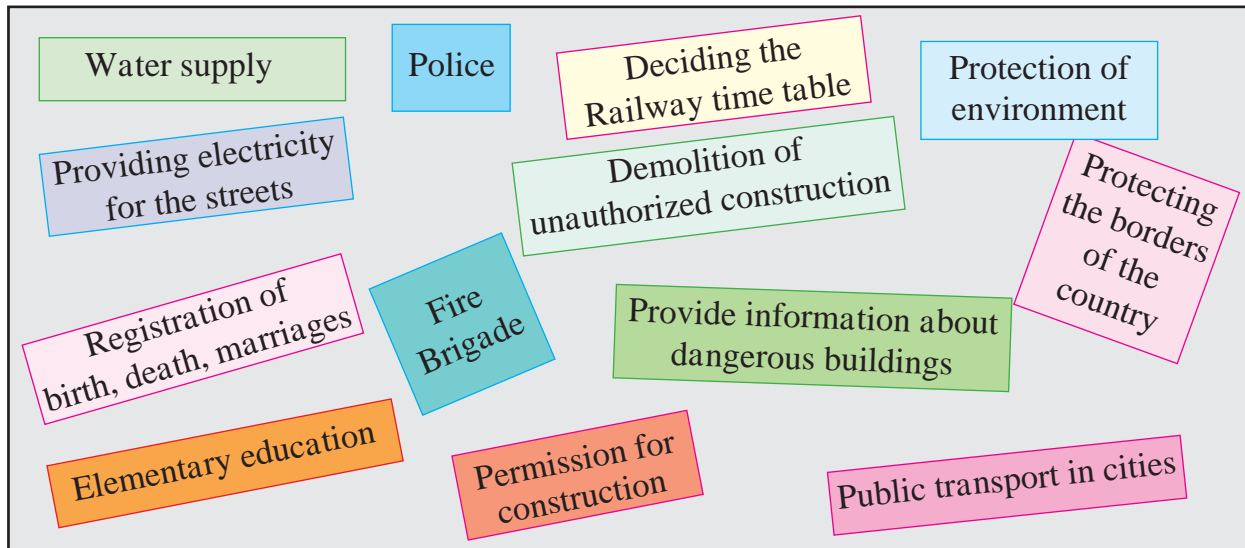 Water supply
Police
Deciding the
Railway time table
Protection of
environment
Providing electricity
for the streets
Demolition of
unauthorized construction
Protecting
the borders
of the
country
Registration of
birth, death, marriages
Fire
Brigade
Provide information about
dangerous buildings
Elementary education
Permission for
construction
Public transport in cities